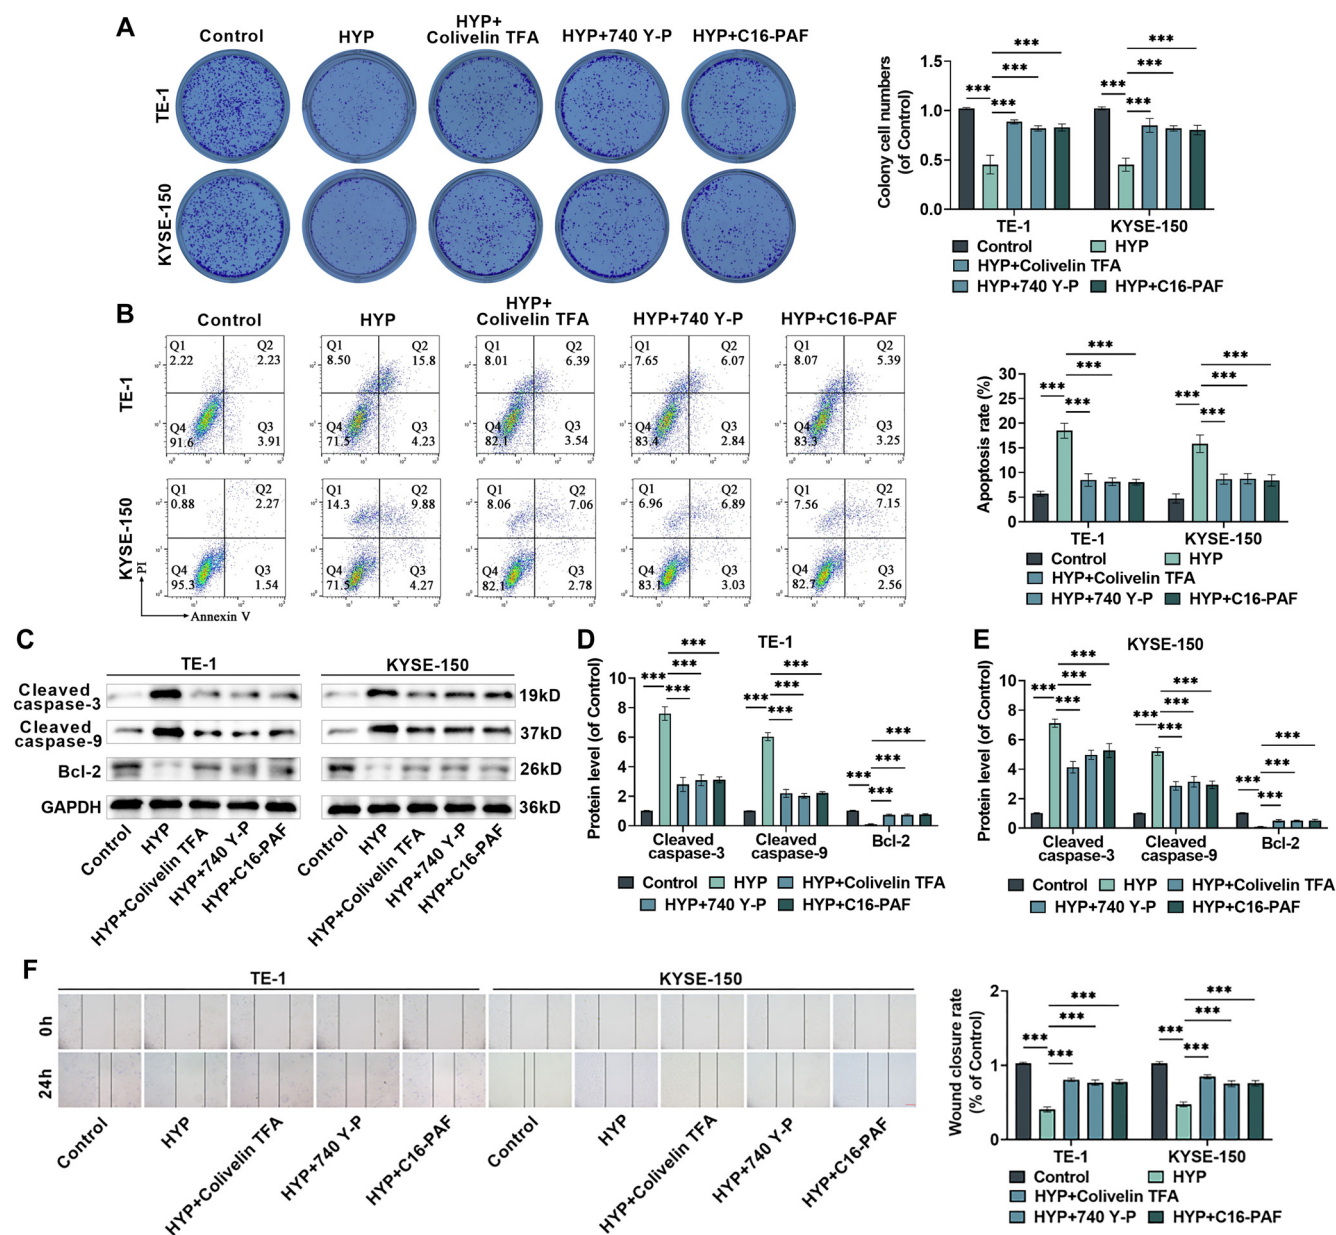 A
Control
HYP
HYP+
Colivelin TFA
HYP+740 Y-P
HYP+C16-PAF
TE-1
KYSE-150
Colony cell numbers
(of Control)
1.5
1.0
0.5
0.0
*** *** *** ***
*** *** *** ***
TE-1
KYSE-150
Control
HYP
HYP+Colivelin TFA
HYP+740 Y-P
HYP+C16-PAF
B
Control
HYP
HYP+
Colivelin TFA
HYP+740 Y-P
HYP+C16-PAF
TE-1
Q1 2.22 Q2 2.23 Q4 91.6 Q3 3.91
Q1 8.50 Q2 15.8 Q4 71.5 Q3 4.23
Q1 8.01 Q2 6.39 Q4 82.1 Q3 3.54
Q1 7.65 Q2 6.07 Q4 83.4 Q3 2.84
Q1 8.07 Q2 5.39 Q4 83.3 Q3 3.25
KYSE-150
Q1 0.88 Q2 2.27 Q4 95.3 Q3 1.54
Q1 14.3 Q2 9.88 Q4 71.5 Q3 4.27
Q1 8.06 Q2 7.06 Q4 82.1 Q3 2.78
Q1 6.96 Q2 6.89 Q4 83.1 Q3 3.03
Q1 7.56 Q2 7.15 Q4 82.7 Q3 2.56
PI
Annexin V
Apoptosis rate (%)
30
25
20
15
10
5
0
*** *** *** ***
*** *** *** ***
TE-1
KYSE-150
Control
HYP
HYP+Colivelin TFA
HYP+740 Y-P
HYP+C16-PAF
C
TE-1
KYSE-150
Cleaved
caspase-3
19kD
Cleaved
caspase-9
37kD
Bcl-2
26kD
GAPDH
36kD
Control
HYP
HYP+Colivelin TFA
HYP+740 Y-P
HYP+C16-PAF
Control
HYP
HYP+Colivelin TFA
HYP+740 Y-P
HYP+C16-PAF
D
TE-1
Protein level (of Control)
10
8
6
4
2
0
*** *** *** ***
*** *** *** ***
*** *** *** ***
Cleaved
caspase-3
Cleaved
caspase-9
Bcl-2
Control
HYP
HYP+Colivelin TFA
HYP+740 Y-P
HYP+C16-PAF
E
KYSE-150
Protein level (of Control)
10
8
6
4
2
0
*** *** *** ***
*** *** *** ***
*** *** *** ***
Cleaved
caspase-3
Cleaved
caspase-9
Bcl-2
Control
HYP
HYP+Colivelin TFA
HYP+740 Y-P
HYP+C16-PAF
F
TE-1
KYSE-150
0h
24h
Control
HYP
HYP+Colivelin TFA
HYP+740 Y-P
HYP+C16-PAF
Control
HYP
HYP+Colivelin TFA
HYP+740 Y-P
HYP+C16-PAF
Wound closure rate
(% of Control)
2
1
0
*** *** *** ***
*** *** *** ***
TE-1
KYSE-150
Control
HYP
HYP+Colivelin TFA
HYP+740 Y-P
HYP+C16-PAF